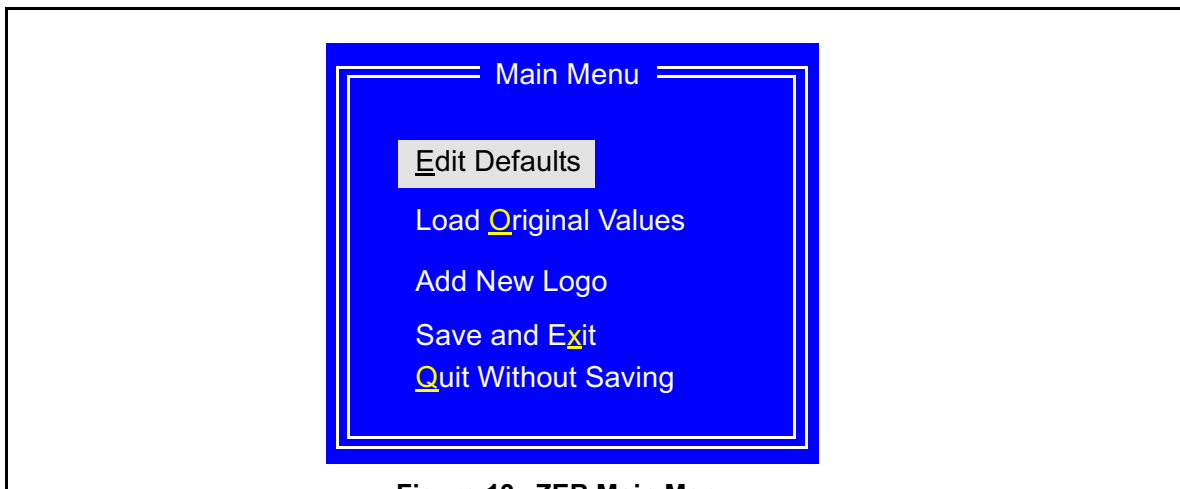 Main Menu
Edit Defaults
Load Original Values
Add New Logo
Save and Exit
Quit Without Saving